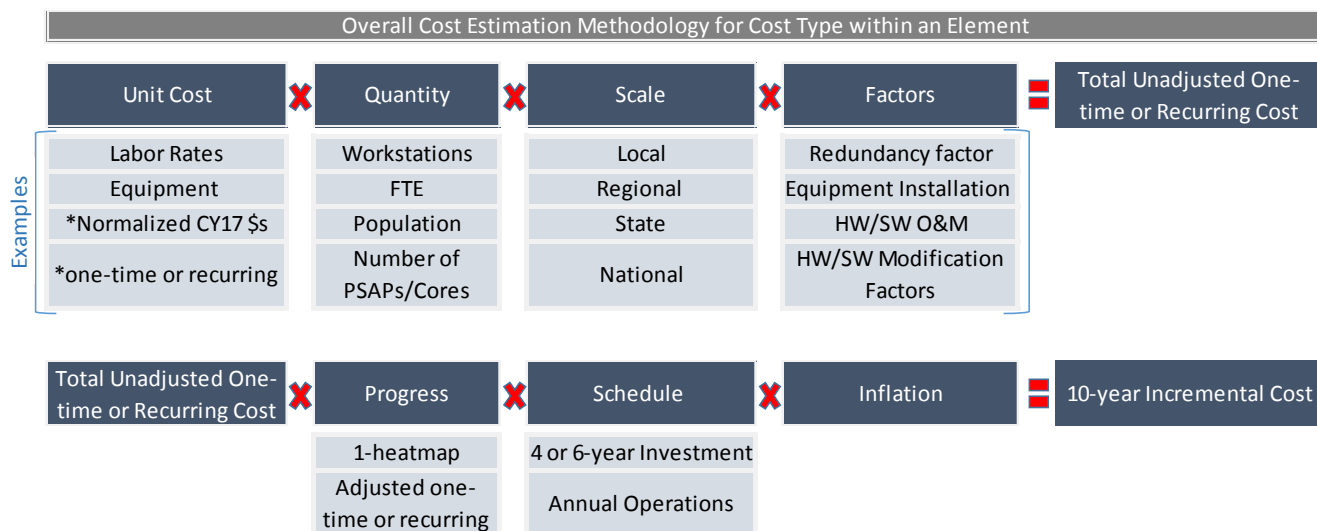 Overall Cost Estimation Methodology for Cost Type within an Element
Unit Cost
Quantity
Scale
Factors
Total Unadjusted One-
time or Recurring Cost
Examples
Labor Rates
Workstations
Local
Redundancy factor
Equipment
FTE
Regional
Equipment Installation
*Normalized CY17 $s
Population
State
HW/SW O&M
*one-time or recurring
Number of
PSAPs/Cores
National
HW/SW Modification
Factors
Total Unadjusted One-
time or Recurring Cost
Progress
Schedule
Inflation
10-year Incremental Cost
1-heatmap
4 or 6-year Investment
Adjusted one-
time or recurring
Annual Operations